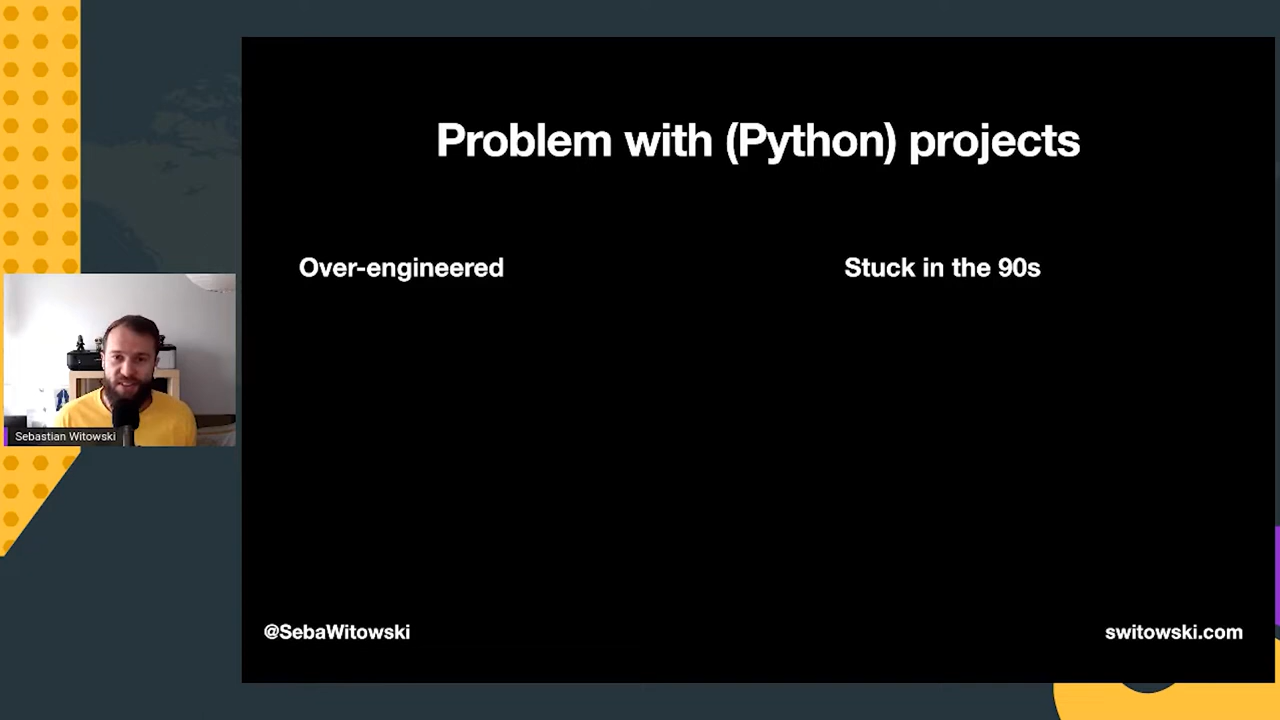 Problem with (Python) projects
Over-engineered
Stuck in the 90s
Sebastian Witowski
@SebaWitowski
switowski.com